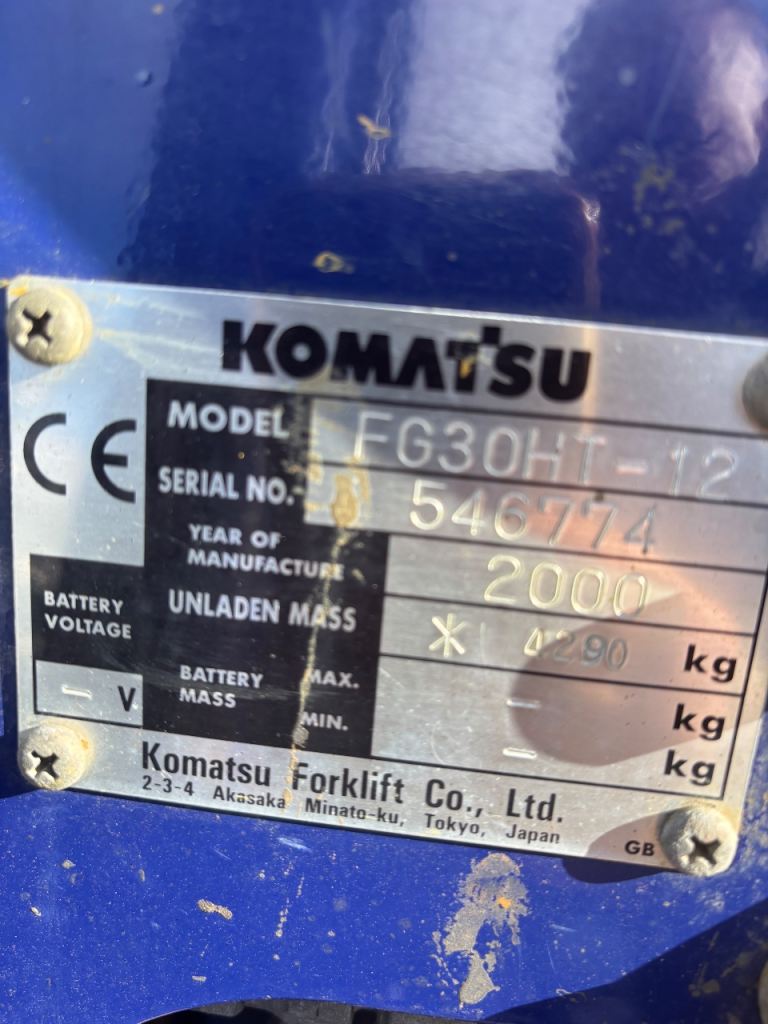 KOMATSU
CE
MODEL FG30HT-12
SERIAL NO. 546774
YEAR OF
MANUFACTURE 2000
UNLADEN MASS * 4290 kg
BATTERY
VOLTAGE
- V
BATTERY
MASS
MAX. - kg
MIN. - kg
Komatsu Forklift Co., Ltd.
2-3-4 Akasaka Minato-ku, Tokyo, Japan
GB